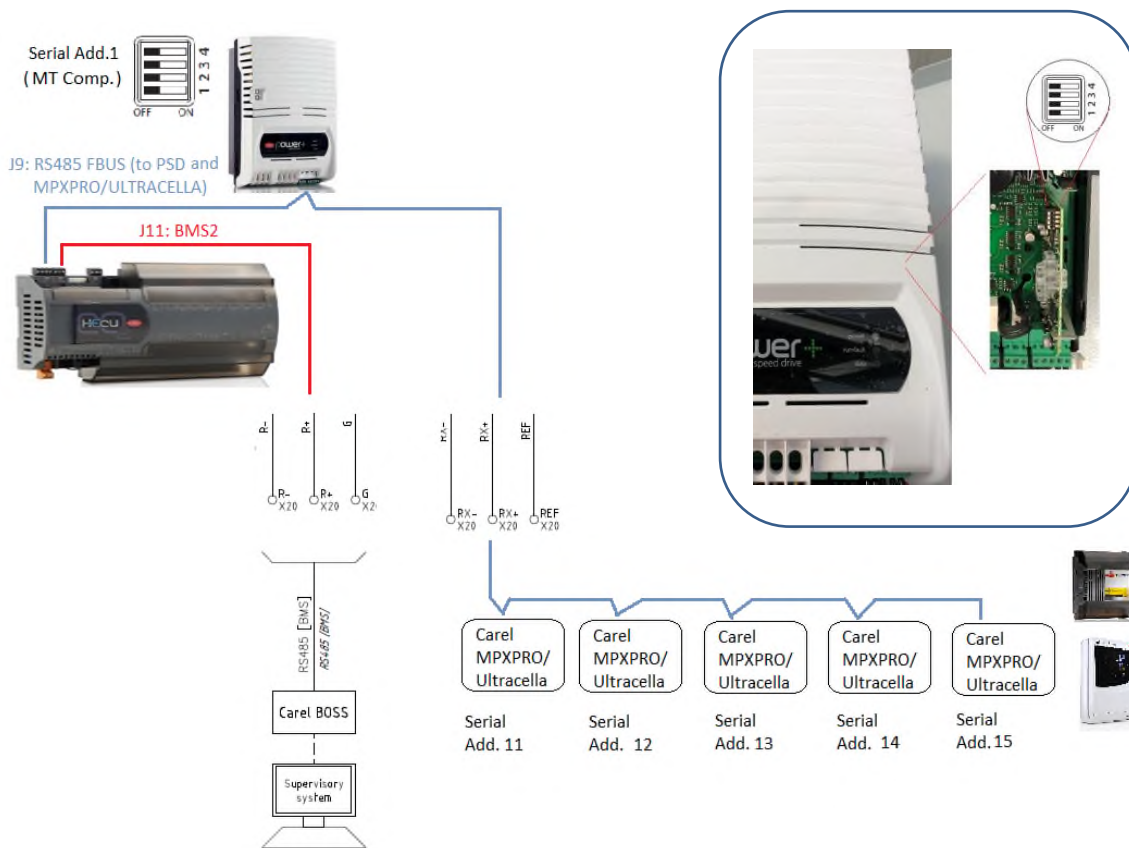 Serial Add.1
(MT Comp.)
4
3
2
1
OFF ON
J9: RS485 FBUS (to PSD and
MPXPRO/ULTRACELLA)
J11: BMS2
HECU
power+
R-
R+
G
R-
X20
R+
X20
G
X2
RX-
RX+
REF
RX-
X20
RX+
X20
REF
X20
RS485 [BMS]
RS485 [BMS]
Carel BOSS
Supervisory
system
Carel
MPXPRO/
Ultracella
Serial
Add. 11
Carel
MPXPRO/
Ultracella
Serial
Add. 12
Carel
MPXPRO/
Ultracella
Serial
Add. 13
Carel
MPXPRO/
Ultracella
Serial
Add. 14
Carel
MPXPRO/
Ultracella
Serial
Add. 15
4
3
2
1
OFF ON
wer+
speed drive